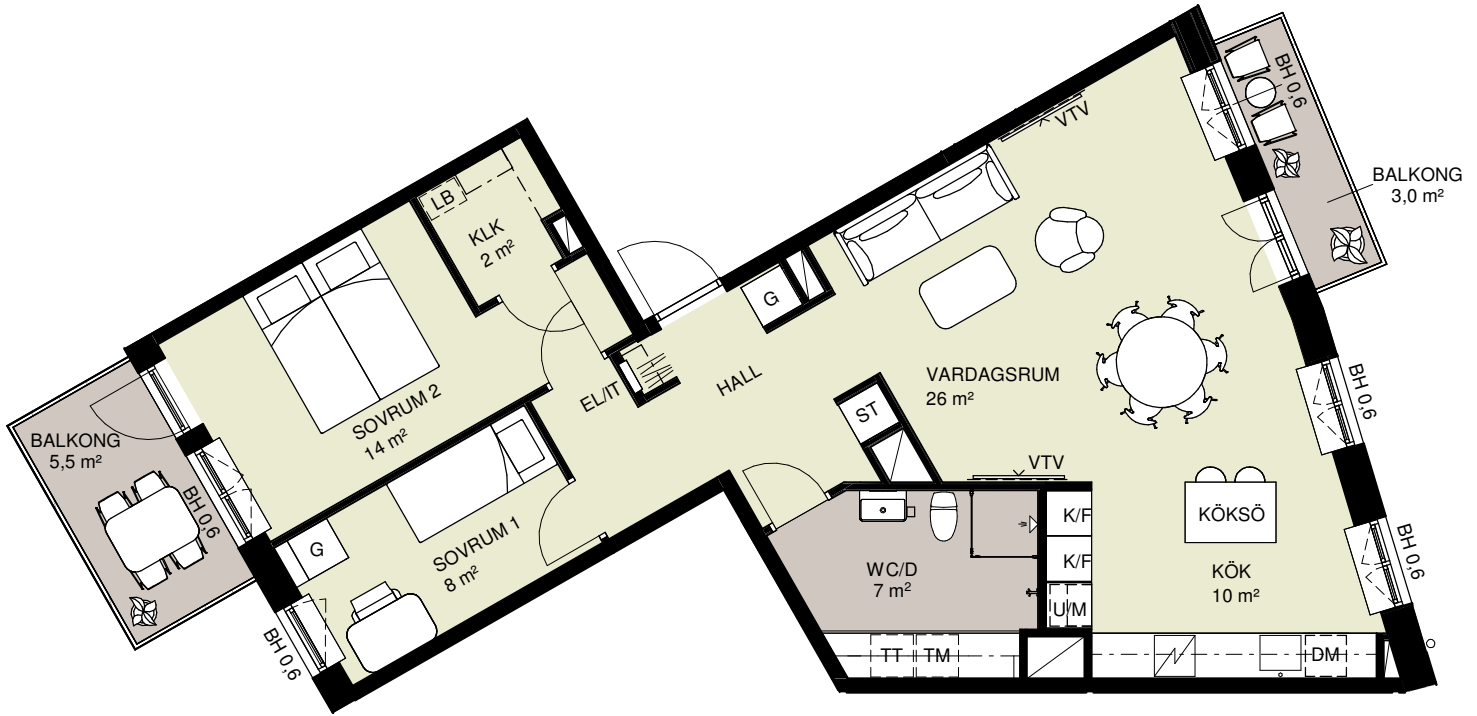 BH 0,6
VTV
BALKONG
3,0 m²
LB
KLK
2 m²
G
SOVRUM 2
14 m²
EL/IT
HALL
VARDAGSRUM
26 m²
ST
BH 0,6
BALKONG
5,5 m²
BH 0,6
VTV
G
SOVRUM 1
8 m²
K/F
K/F
U/M
KÖKSÖ
BH 0,6
WC/D
7 m²
KÖK
10 m²
BH 0,6
TT
TM
DM